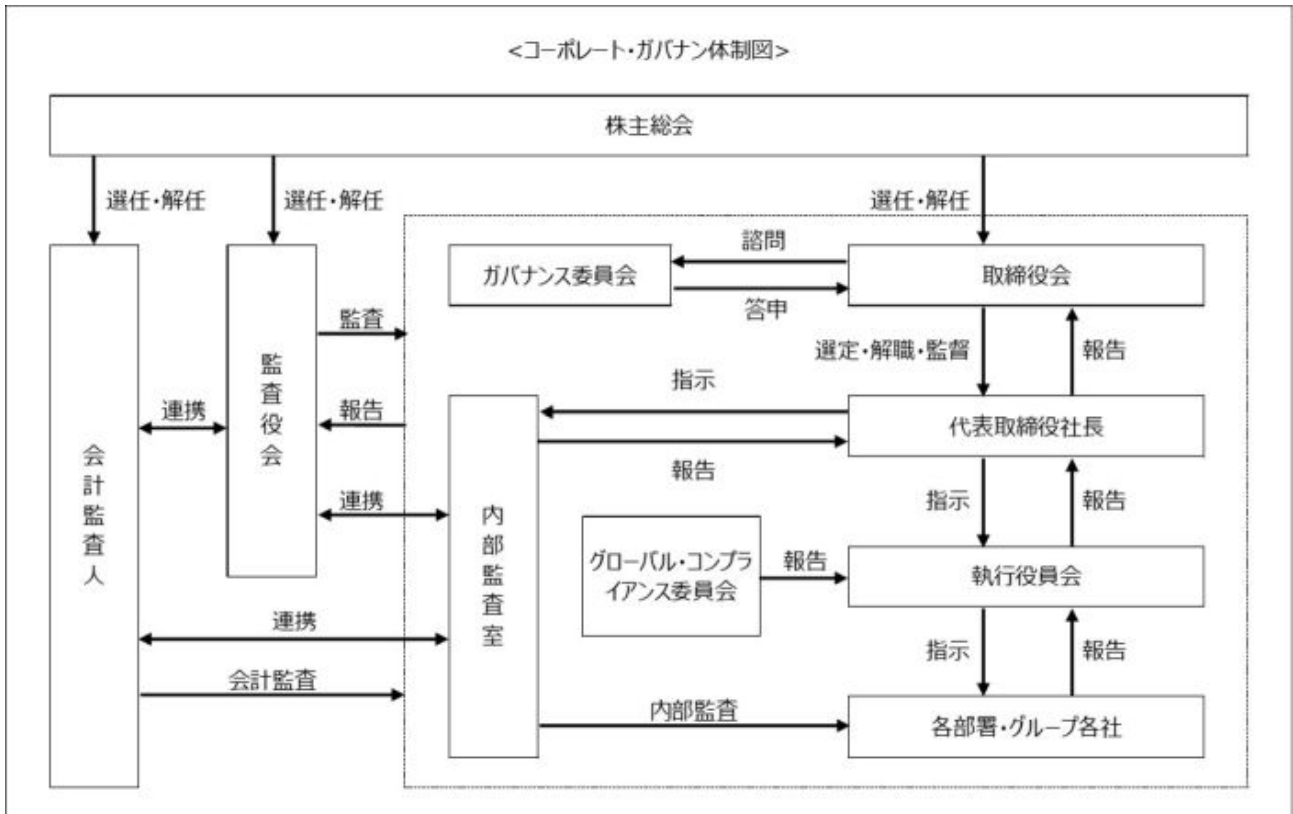 <コーポレート・ガバナン体制図>
株主総会
選任・解任
選任・解任
選任・解任
諮問
ガバナンス委員会
取締役会
答申
監査
選定・解職・監督
報告
指示
監査役会
連携
報告
代表取締役社長
報告
会計監査人
連携
内部監査室
指示
報告
グローバル・コンプラ
イアンス委員会
報告
執行役員会
連携
指示
報告
会計監査
内部監査
各部署・グループ各社